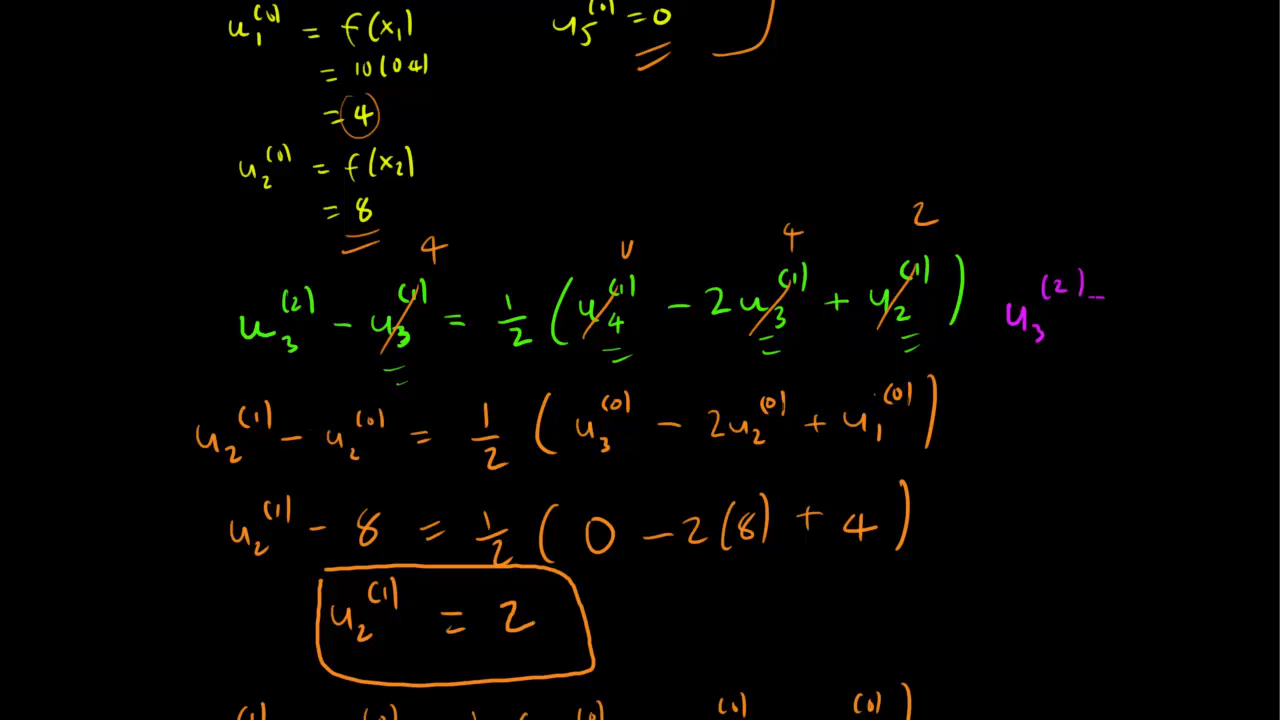 u₁⁽⁰⁾ = f(x₁)
u₅⁽⁰⁾ = 0
= 10(0.4)
= 4
u₂⁽⁰⁾ = f(x₂)
= 8
4 0 4 2
u₃⁽²⁾ − u₃⁽¹⁾ = 1/2 (u₄⁽¹⁾ − 2u₃⁽¹⁾ + u₂⁽¹⁾) u₃⁽²⁾ −
u₂⁽¹⁾ − u₂⁽⁰⁾ = 1/2 (u₃⁽⁰⁾ − 2u₂⁽⁰⁾ + u₁⁽⁰⁾)
u₂⁽¹⁾ − 8 = 1/2 (0 − 2(8) + 4)
u₂⁽¹⁾ = 2